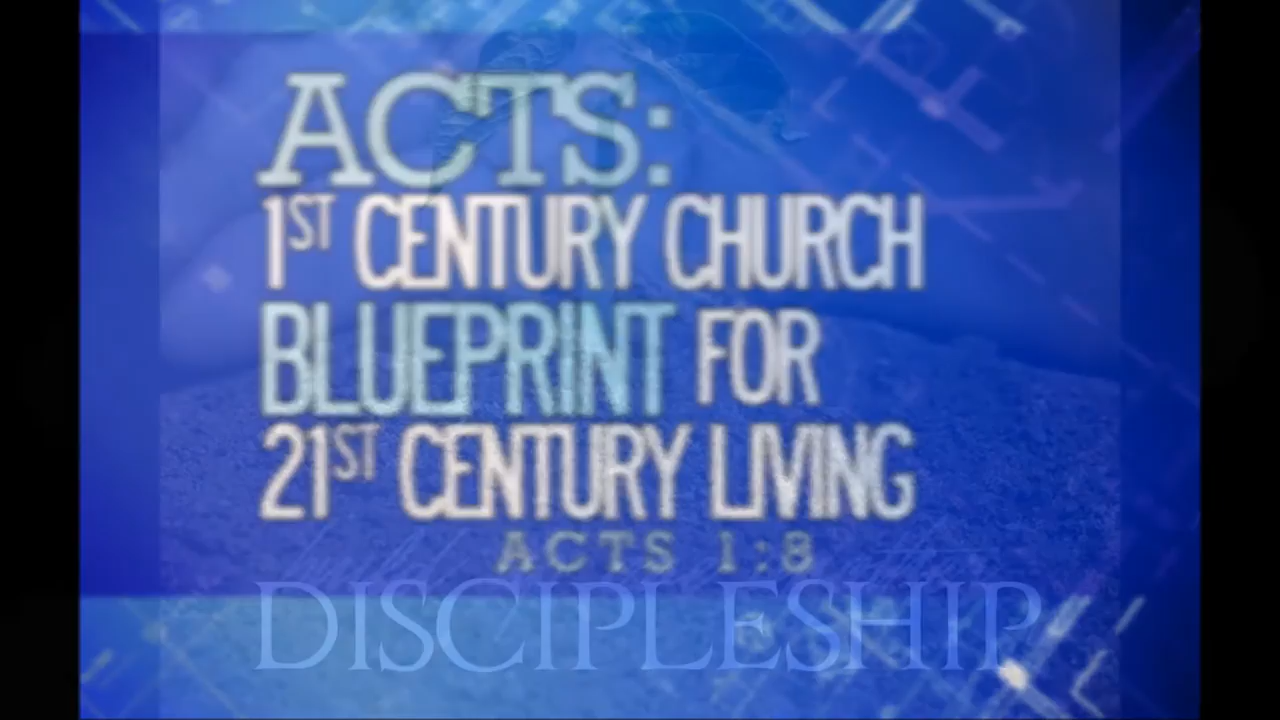 ACTS:
1ST CENTURY CHURCH
BLUEPRINT FOR
21ST CENTURY LIVING
ACTS 1:8
DISCIPLESHIP